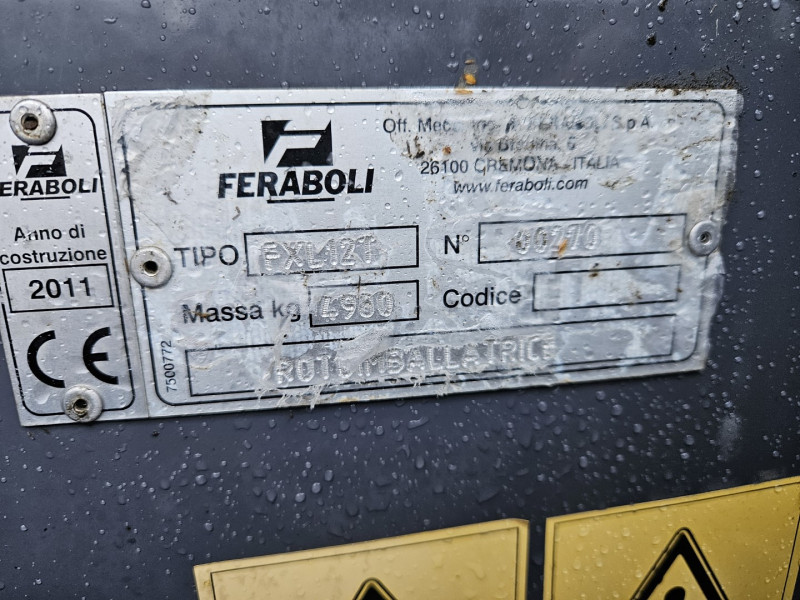 FERABOLI
Anno di
costruzione
2011
CE
FERABOLI
Off. Mecc. S.p.A.
26100 CREMONA - ITALIA
www.feraboli.com
TIPO FXL12T
N°
Massa kg 4980
Codice
7500772
ROTOIMBALLATRICE